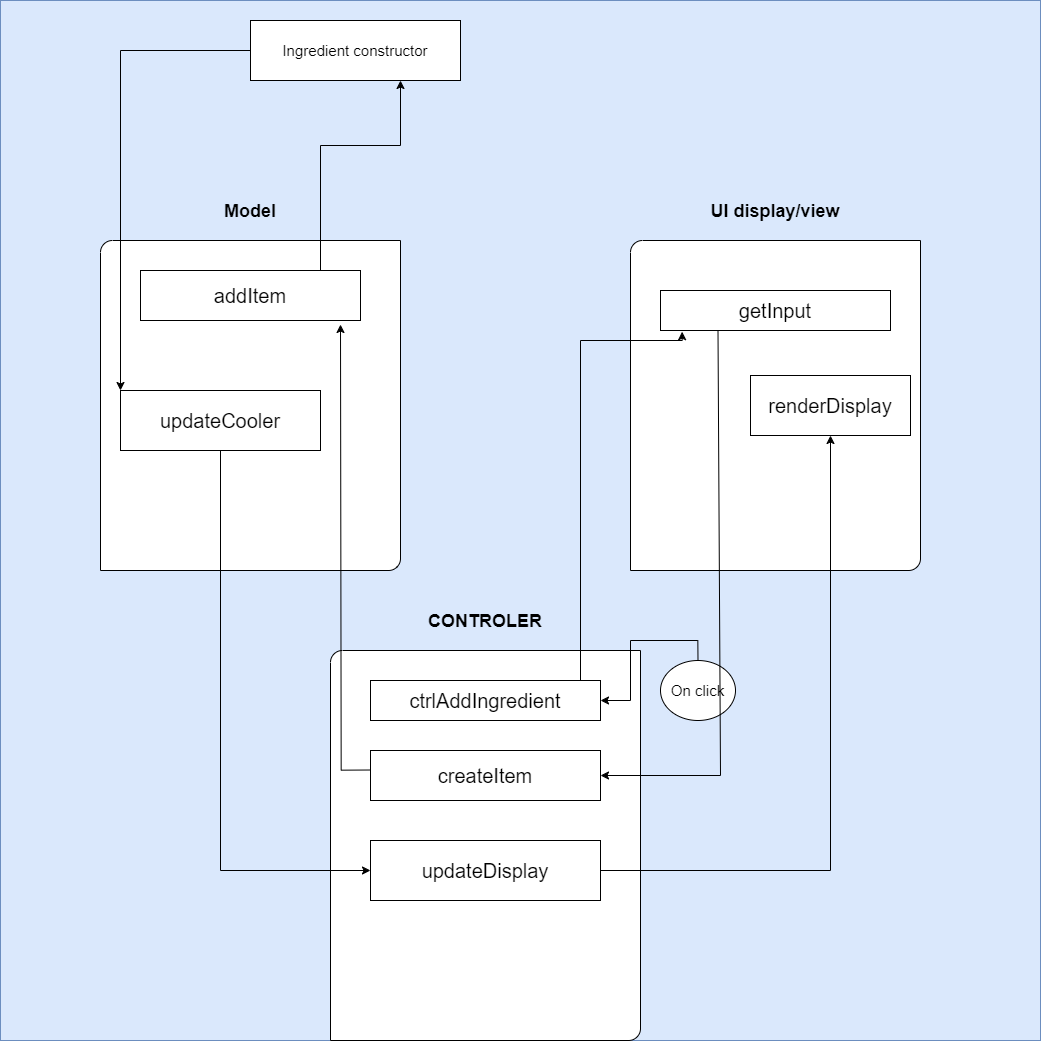 Ingredient constructor
Model
UI display/view
addItem
getInput
renderDisplay
updateCooler
CONTROLER
ctrlAddIngredient
On click
createItem
updateDisplay